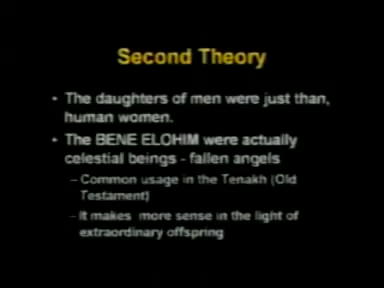 Second Theory
• The daughters of men were just than,
human women.
• The BENE ELOHIM were actually
celestial beings - fallen angels
– Common usage in the Tenakh (Old
Testament)
– It makes more sense in the light of
extraordinary offspring